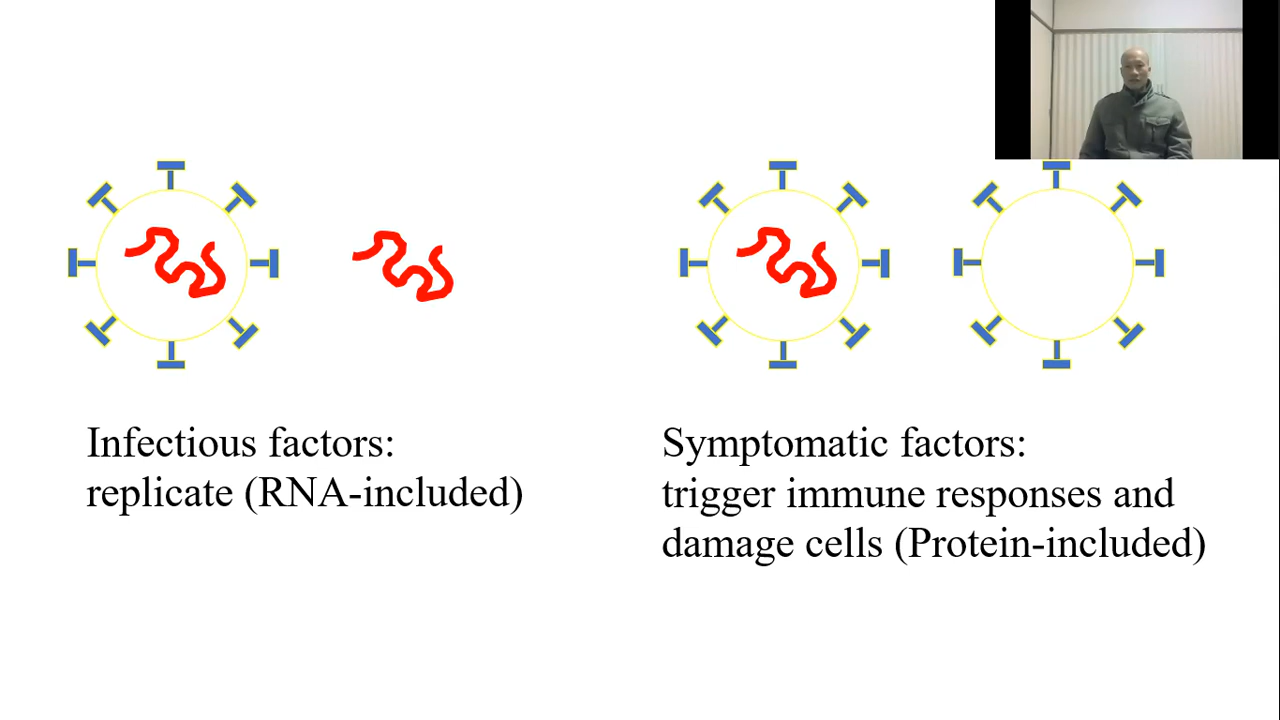 Infectious factors:
replicate (RNA-included)
Symptomatic factors:
trigger immune responses and
damage cells (Protein-included)